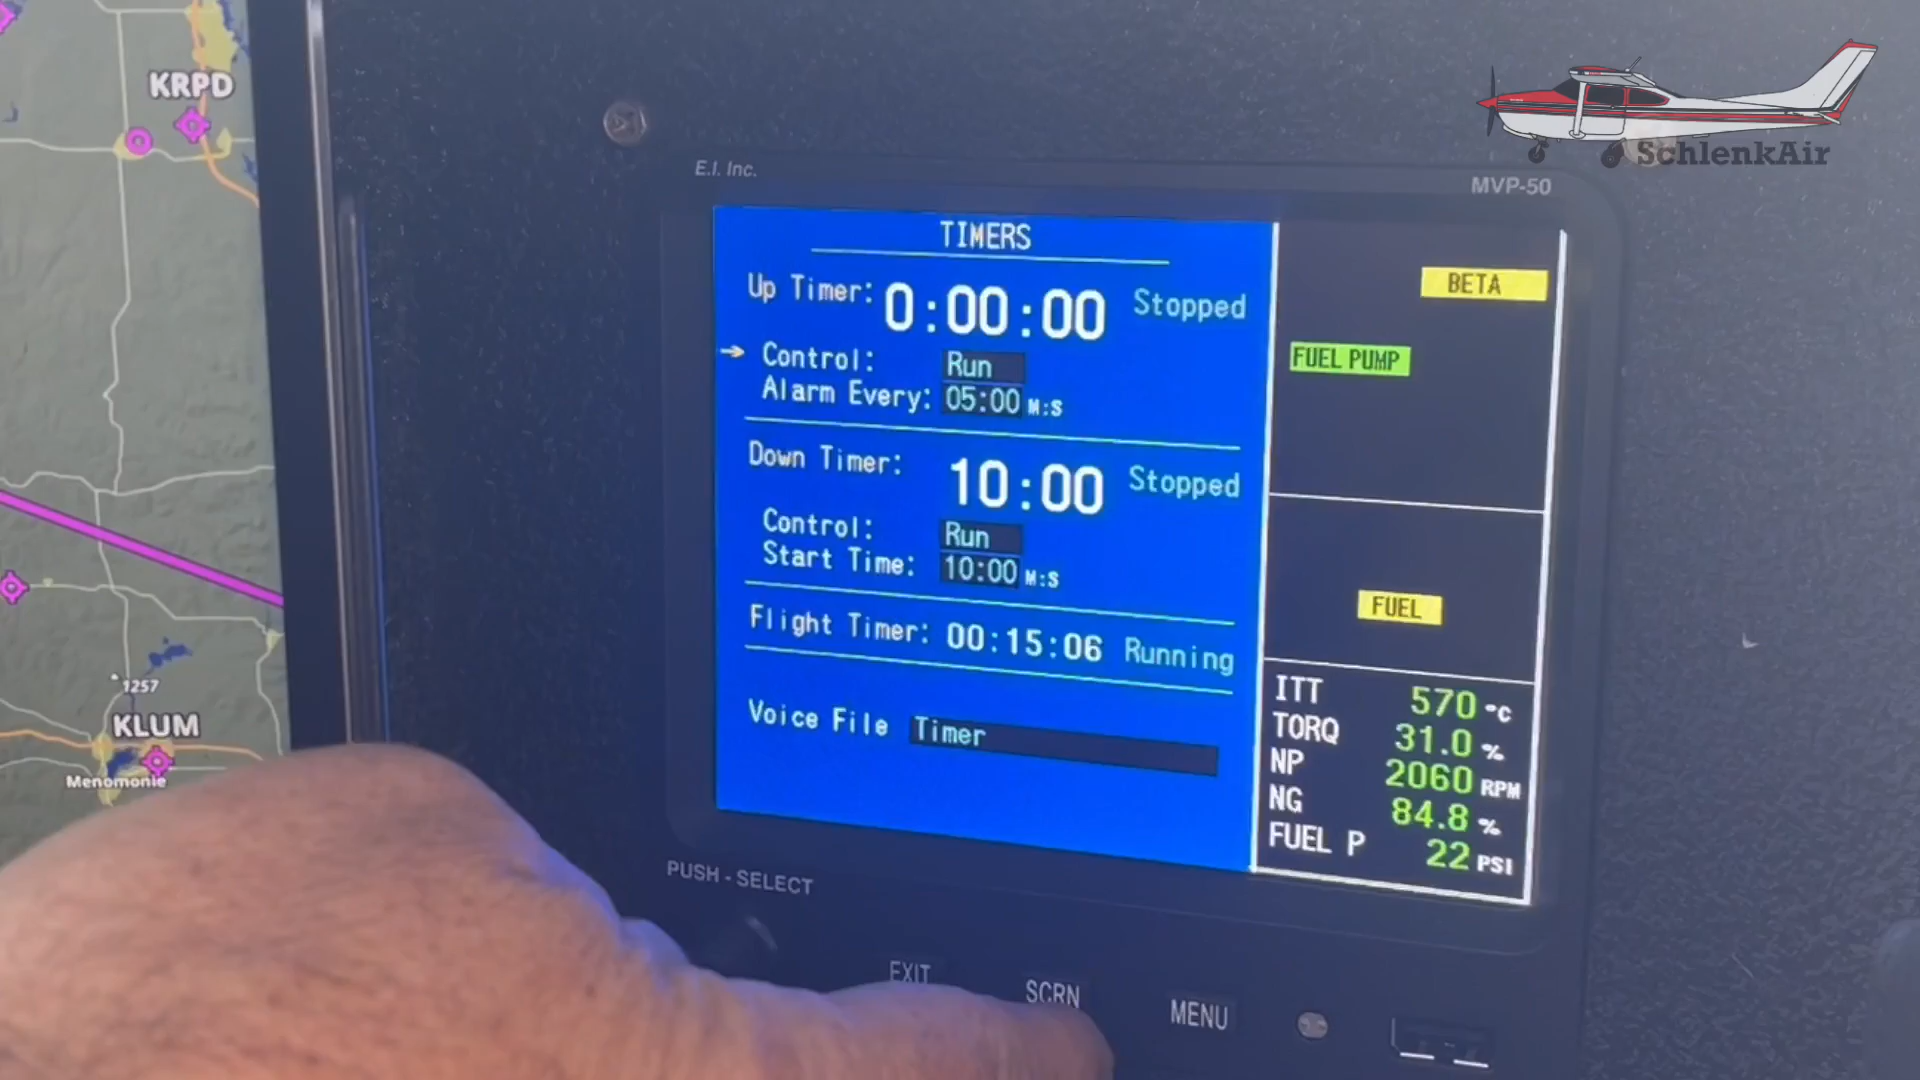 KRPD
1257
KLUM
Menomonie
SchlenkAir
E.I. Inc.
MVP-50
TIMERS
Up Timer: 0:00:00 Stopped
Control: Run
Alarm Every: 05:00 M:S
Down Timer: 10:00 Stopped
Control: Run
Start Time: 10:00 M:S
Flight Timer: 00:15:06 Running
Voice File Timer
BETA
FUEL PUMP
FUEL
ITT 570 °C
TORQ 31.0 %
NP 2060 RPM
NG 84.8 %
FUEL P 22 PSI
PUSH - SELECT
EXIT
SCRN
MENU